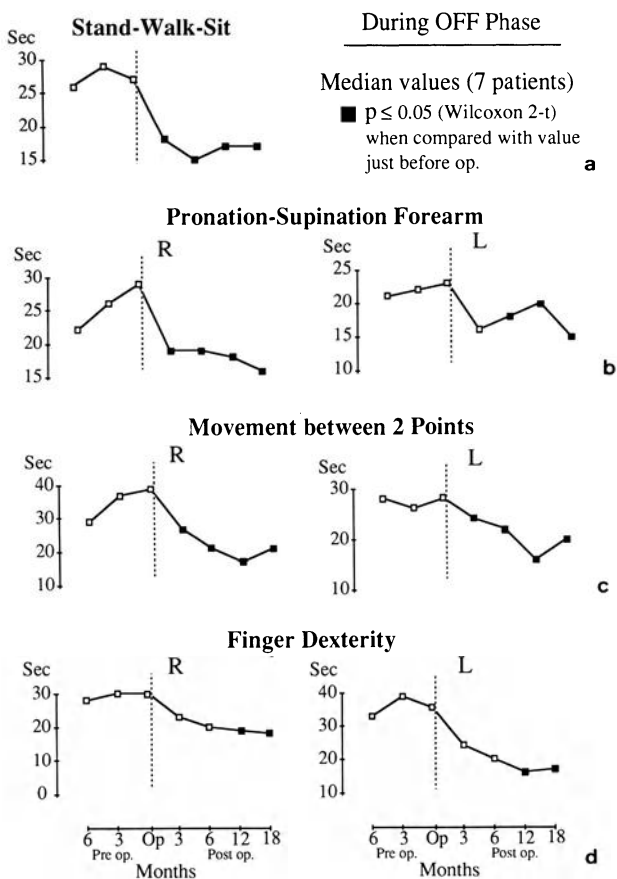 Stand-Walk-Sit
During OFF Phase
Sec
30
25
20
15
Median values (7 patients)
■ p ≤ 0.05 (Wilcoxon 2-t)
when compared with value
just before op.
a
Pronation-Supination Forearm
Sec
R
30
25
20
15
Sec
L
25
20
15
10
b
Movement between 2 Points
Sec
R
40
30
20
10
Sec
L
30
20
10
c
Finger Dexterity
Sec
R
30
20
10
0
Sec
L
40
30
20
10
6 3 Op 3 6 12 18
Pre op. Post op.
Months
6 3 Op 3 6 12 18
Pre op. Post op.
Months
d